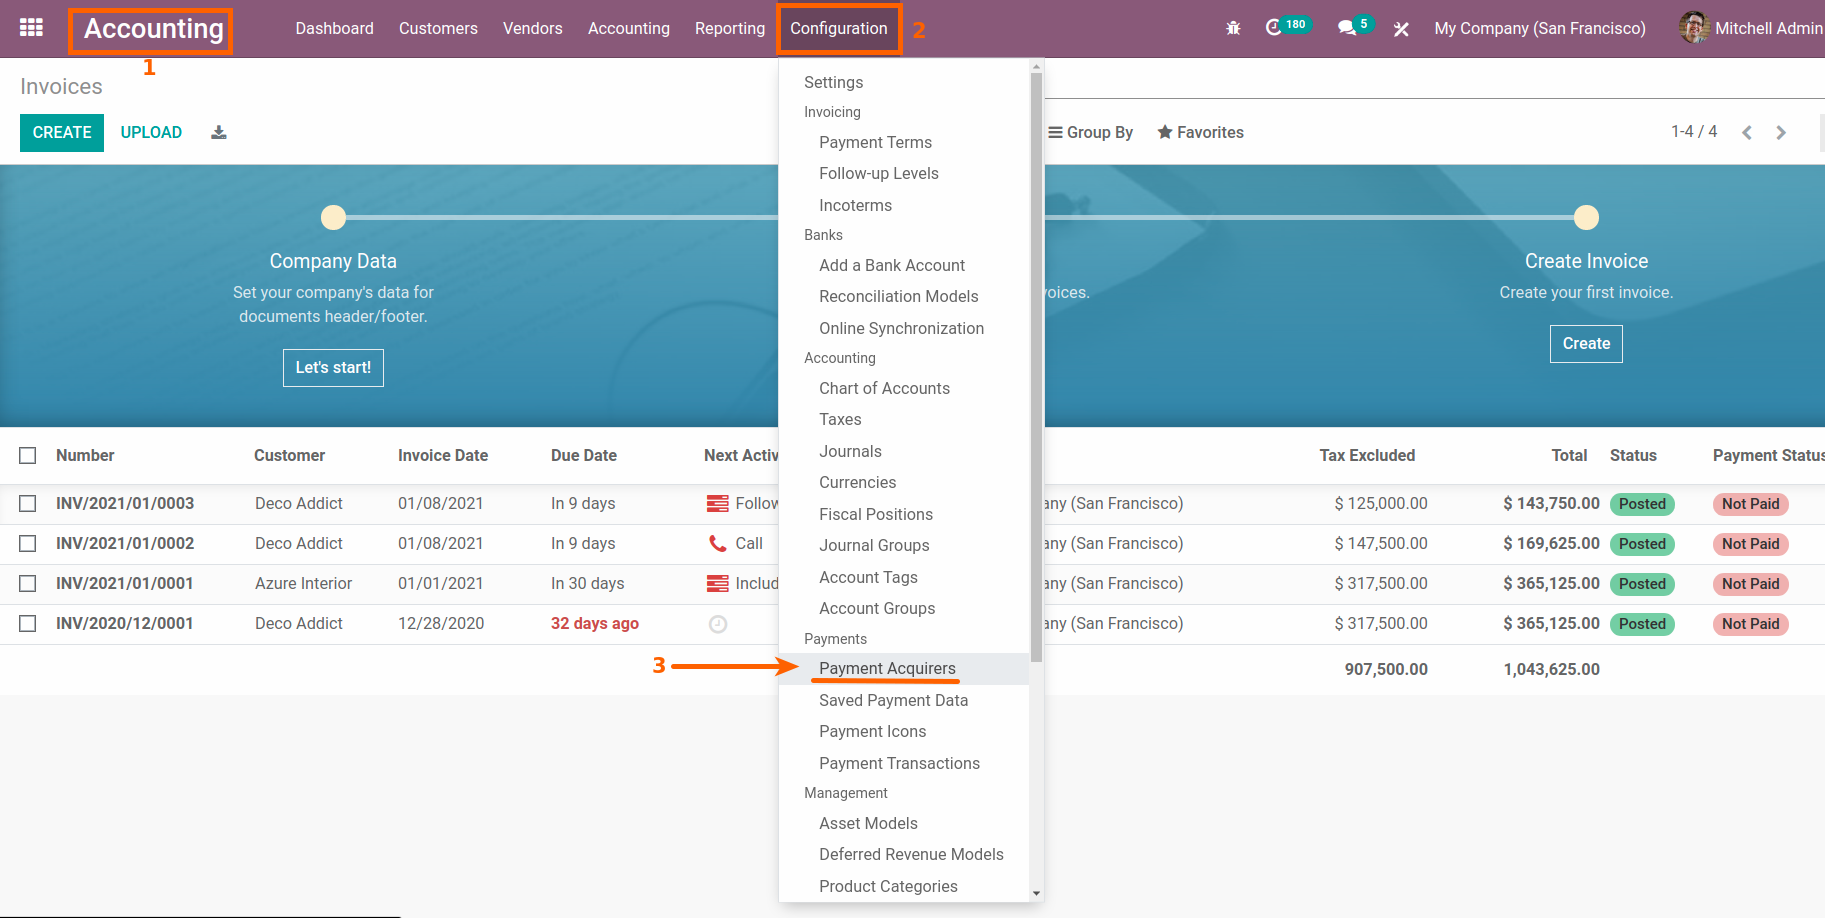 Accounting Dashboard Customers Vendors Accounting Reporting Configuration 2 180 5 My Company (San Francisco) Mitchell Admin
1
Invoices
CREATE UPLOAD Group By Favorites 1-4 / 4
Settings
Invoicing
Payment Terms
Follow-up Levels
Incoterms
Banks
Add a Bank Account
Reconciliation Models
Online Synchronization
Accounting
Chart of Accounts
Taxes
Journals
Currencies
Fiscal Positions
Journal Groups
Account Tags
Account Groups
Payments
3 Payment Acquirers
Saved Payment Data
Payment Icons
Payment Transactions
Management
Asset Models
Deferred Revenue Models
Product Categories
Company Data
Set your company's data for
documents header/footer.
Let's start!
voices.
Create Invoice
Create your first invoice.
Create
Number Customer Invoice Date Due Date Next Activ Tax Excluded Total Status Payment Status
INV/2021/01/0003 Deco Addict 01/08/2021 In 9 days Follow any (San Francisco) $ 125,000.00 $ 143,750.00 Posted Not Paid
INV/2021/01/0002 Deco Addict 01/08/2021 In 9 days Call any (San Francisco) $ 147,500.00 $ 169,625.00 Posted Not Paid
INV/2021/01/0001 Azure Interior 01/01/2021 In 30 days Includ any (San Francisco) $ 317,500.00 $ 365,125.00 Posted Not Paid
INV/2020/12/0001 Deco Addict 12/28/2020 32 days ago any (San Francisco) $ 317,500.00 $ 365,125.00 Posted Not Paid
907,500.00 1,043,625.00